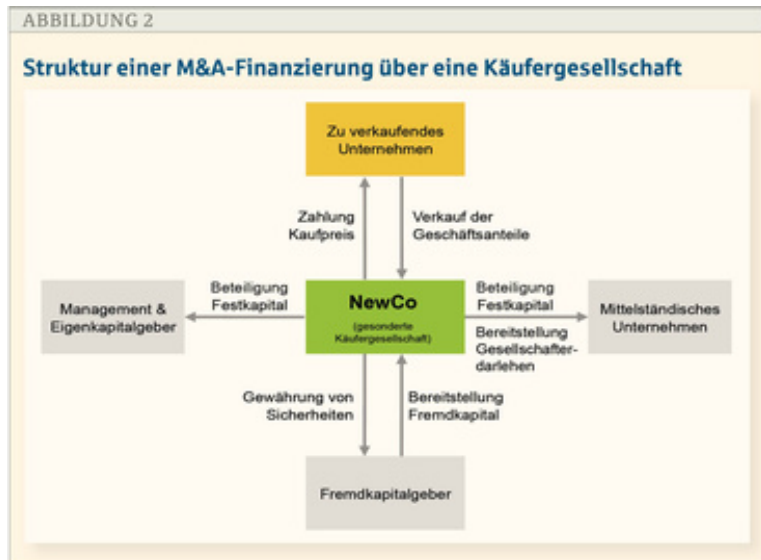 ABBILDUNG 2
Struktur einer M&A-Finanzierung über eine Käufergesellschaft
Zu verkaufendes
Unternehmen
Zahlung
Kaufpreis
Verkauf der
Geschäftsanteile
Management &
Eigenkapitalgeber
Beteiligung
Festkapital
NewCo
(gesonderte
Käufergesellschaft)
Beteiligung
Festkapital
Bereitstellung
Gesellschafter-
darlehen
Mittelständisches
Unternehmen
Gewährung von
Sicherheiten
Bereitstellung
Fremdkapital
Fremdkapitalgeber